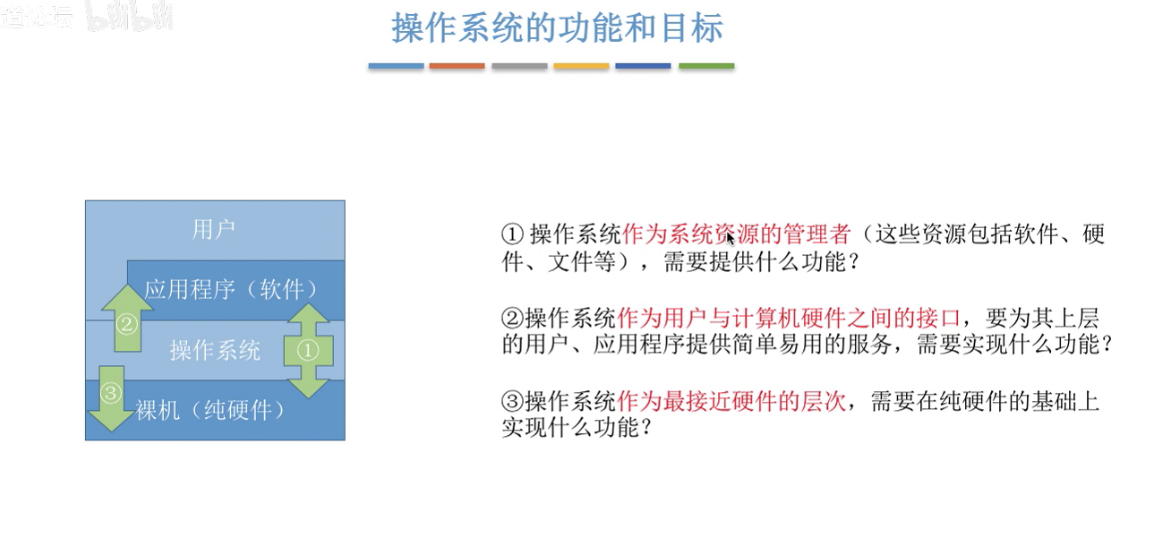 bilibili
操作系统的功能和目标
用户
应用程序（软件）
②
操作系统
①
③
裸机（纯硬件）
① 操作系统作为系统资源的管理者（这些资源包括软件、硬
件、文件等），需要提供什么功能？
②操作系统作为用户与计算机硬件之间的接口，要为其上层
的用户、应用程序提供简单易用的服务，需要实现什么功能？
③操作系统作为最接近硬件的层次，需要在纯硬件的基础上
实现什么功能？